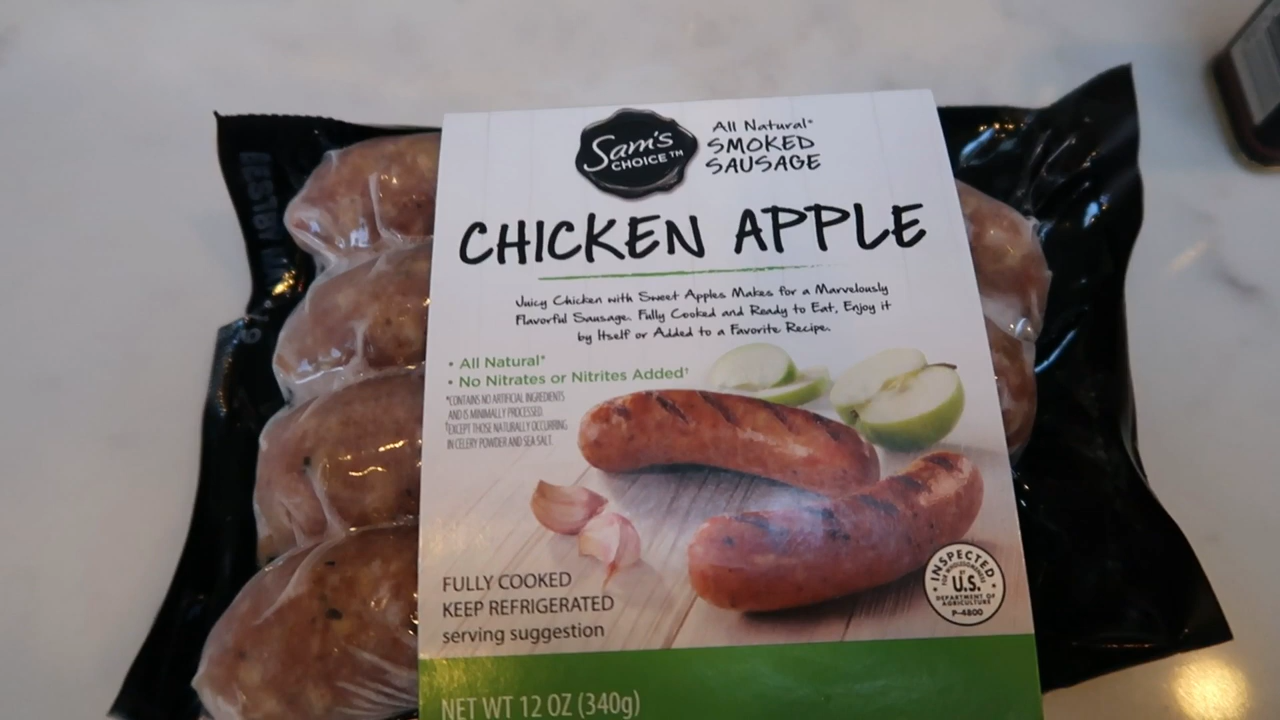 Sam's
CHOICE™
All Natural*
SMOKED
SAUSAGE
CHICKEN APPLE
Juicy Chicken with Sweet Apples Makes for a Marvelously
Flavorful Sausage. Fully Cooked and Ready to Eat, Enjoy it
by Itself or Added to a Favorite Recipe.
• All Natural*
• No Nitrates or Nitrites Added†
*CONTAINS NO ARTIFICIAL INGREDIENTS
AND IS MINIMALLY PROCESSED.
†EXCEPT THOSE NATURALLY OCCURRING
IN CELERY POWDER AND SEA SALT.
FULLY COOKED
KEEP REFRIGERATED
serving suggestion
INSPECTED
FOR WHOLESOMENESS
BY
U.S.
DEPARTMENT OF
AGRICULTURE
P-4800
NET WT 12 OZ (340g)